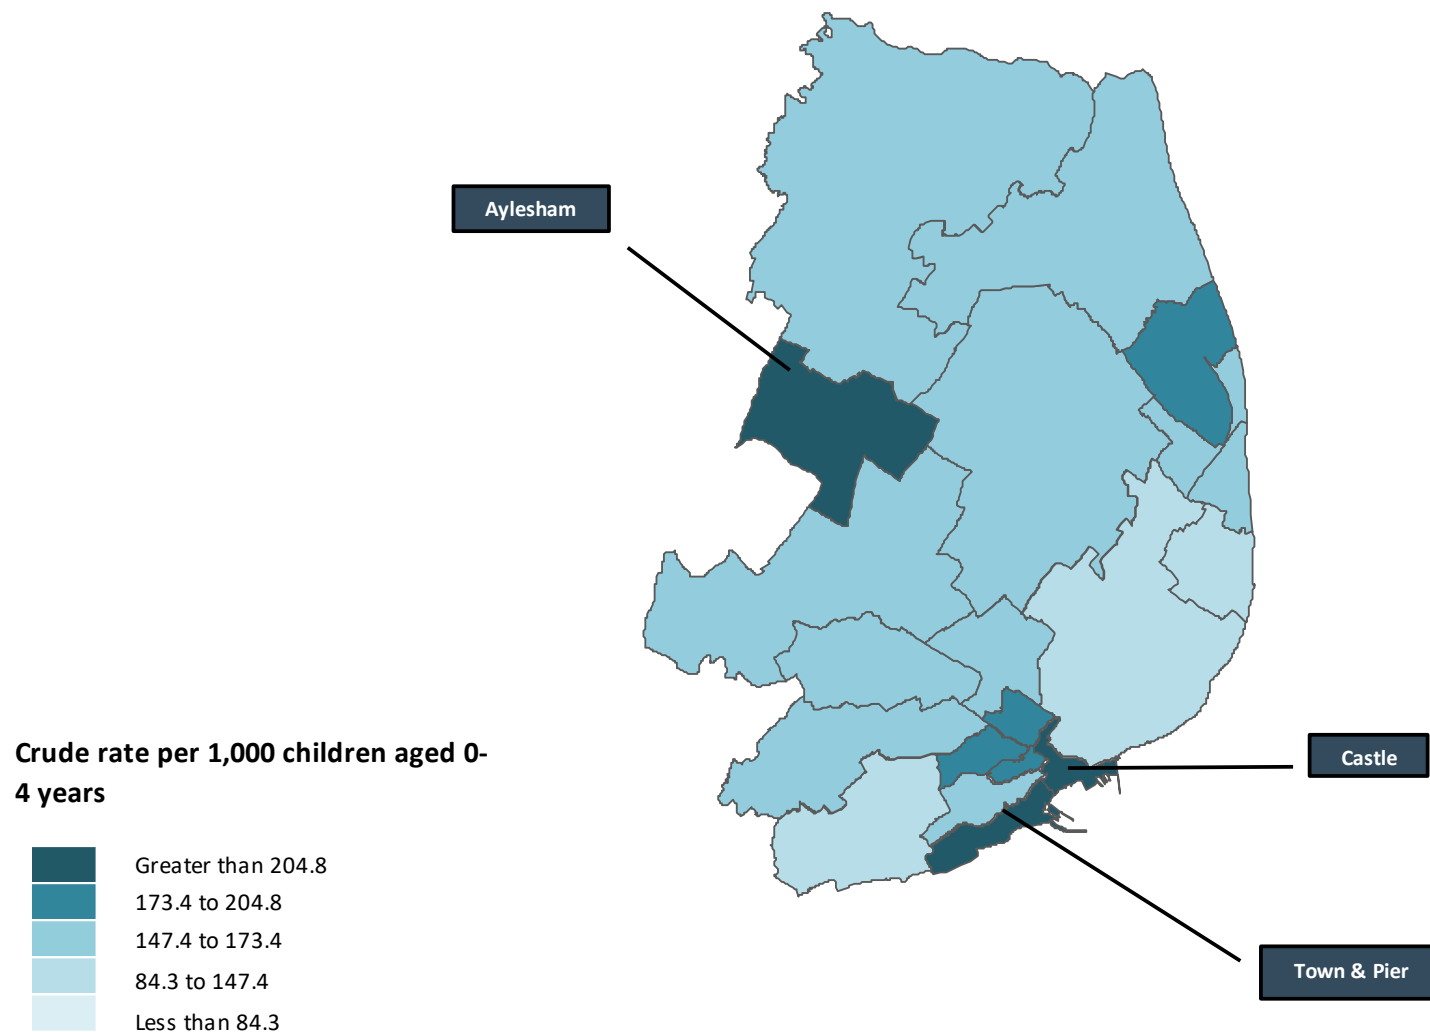 Aylesham
Castle
Town & Pier
Crude rate per 1,000 children aged 0-
4 years
Greater than 204.8
173.4 to 204.8
147.4 to 173.4
84.3 to 147.4
Less than 84.3